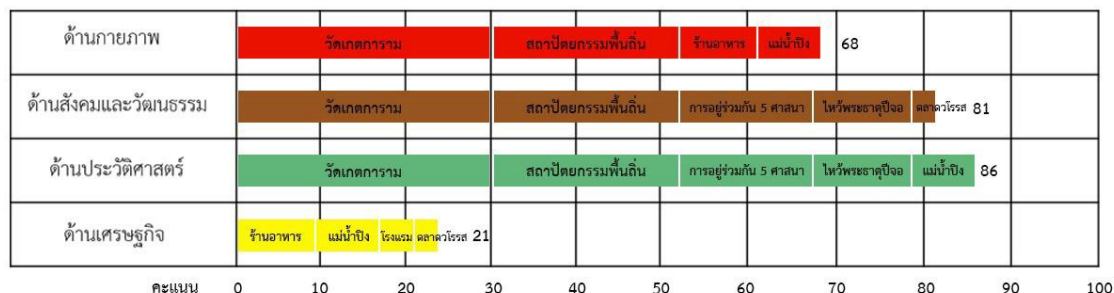 ด้านกายภาพ วัดเกตการาม สถาปัตยกรรมพื้นถิ่น ร้านอาหาร แม่น้ำปิง 68
ด้านสังคมและวัฒนธรรม วัดเกตการาม สถาปัตยกรรมพื้นถิ่น การอยู่ร่วมกัน 5 ศาสนา ไหว้พระธาตุปีจอ ตลาดวโรรส 81
ด้านประวัติศาสตร์ วัดเกตการาม สถาปัตยกรรมพื้นถิ่น การอยู่ร่วมกัน 5 ศาสนา ไหว้พระธาตุปีจอ แม่น้ำปิง 86
ด้านเศรษฐกิจ ร้านอาหาร แม่น้ำปิง โรงแรม ตลาดวโรรส 21
คะแนน 0 10 20 30 40 50 60 70 80 90 100